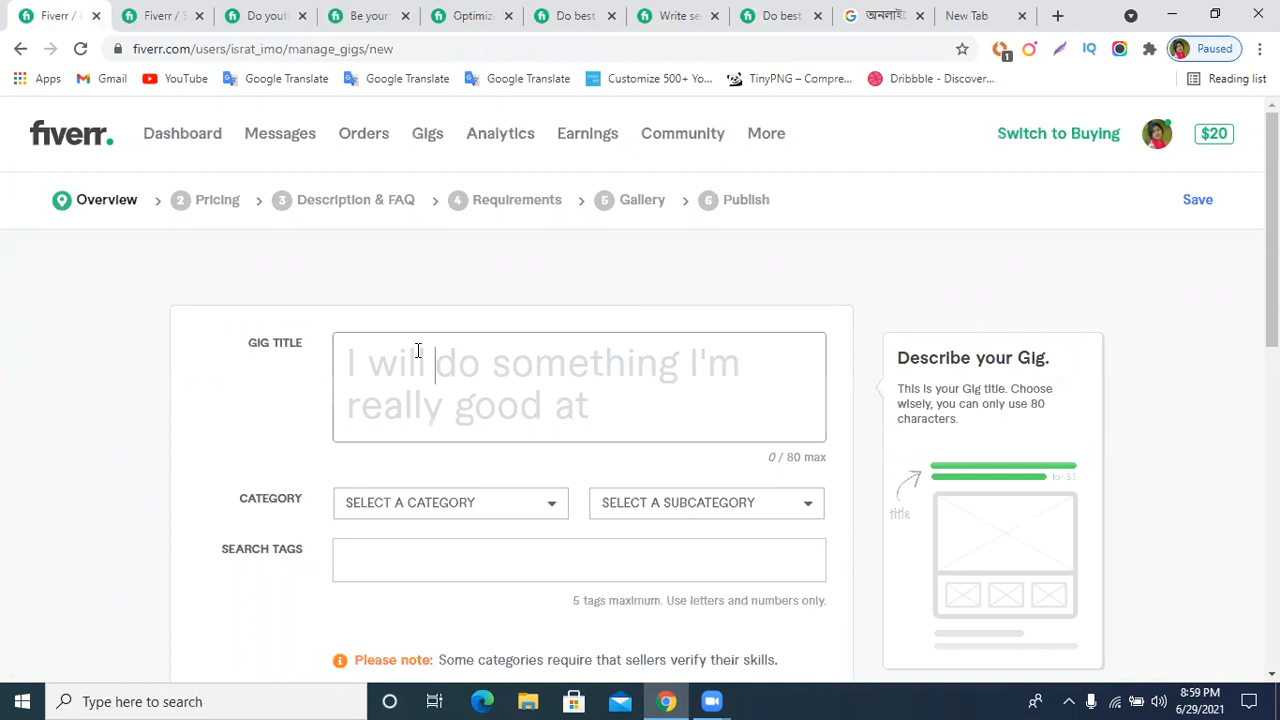 Fiverr / 
Fiverr / S
Do yout
Be your
Optimiz
Do best
Write se
Do best
অনলাইে
New Tab
fiverr.com/users/israt_imo/manage_gigs/new
1
IQ
Paused
Apps
Gmail
YouTube
Google Translate
Google Translate
Google Translate
Customize 500+ Yo...
TinyPNG – Compre...
Dribbble - Discover...
Reading list
fiverr.
Dashboard
Messages
Orders
Gigs
Analytics
Earnings
Community
More
Switch to Buying
$20
Overview
2 Pricing
3 Description & FAQ
4 Requirements
5 Gallery
6 Publish
Save
GIG TITLE
I will do something I'm
really good at
0 / 80 max
CATEGORY
SELECT A CATEGORY
SELECT A SUBCATEGORY
SEARCH TAGS
5 tags maximum. Use letters and numbers only.
Please note: Some categories require that sellers verify their skills.
Describe your Gig.
This is your Gig title. Choose
wisely, you can only use 80
characters.
for $5
title
Type here to search
8:59 PM
6/29/2021